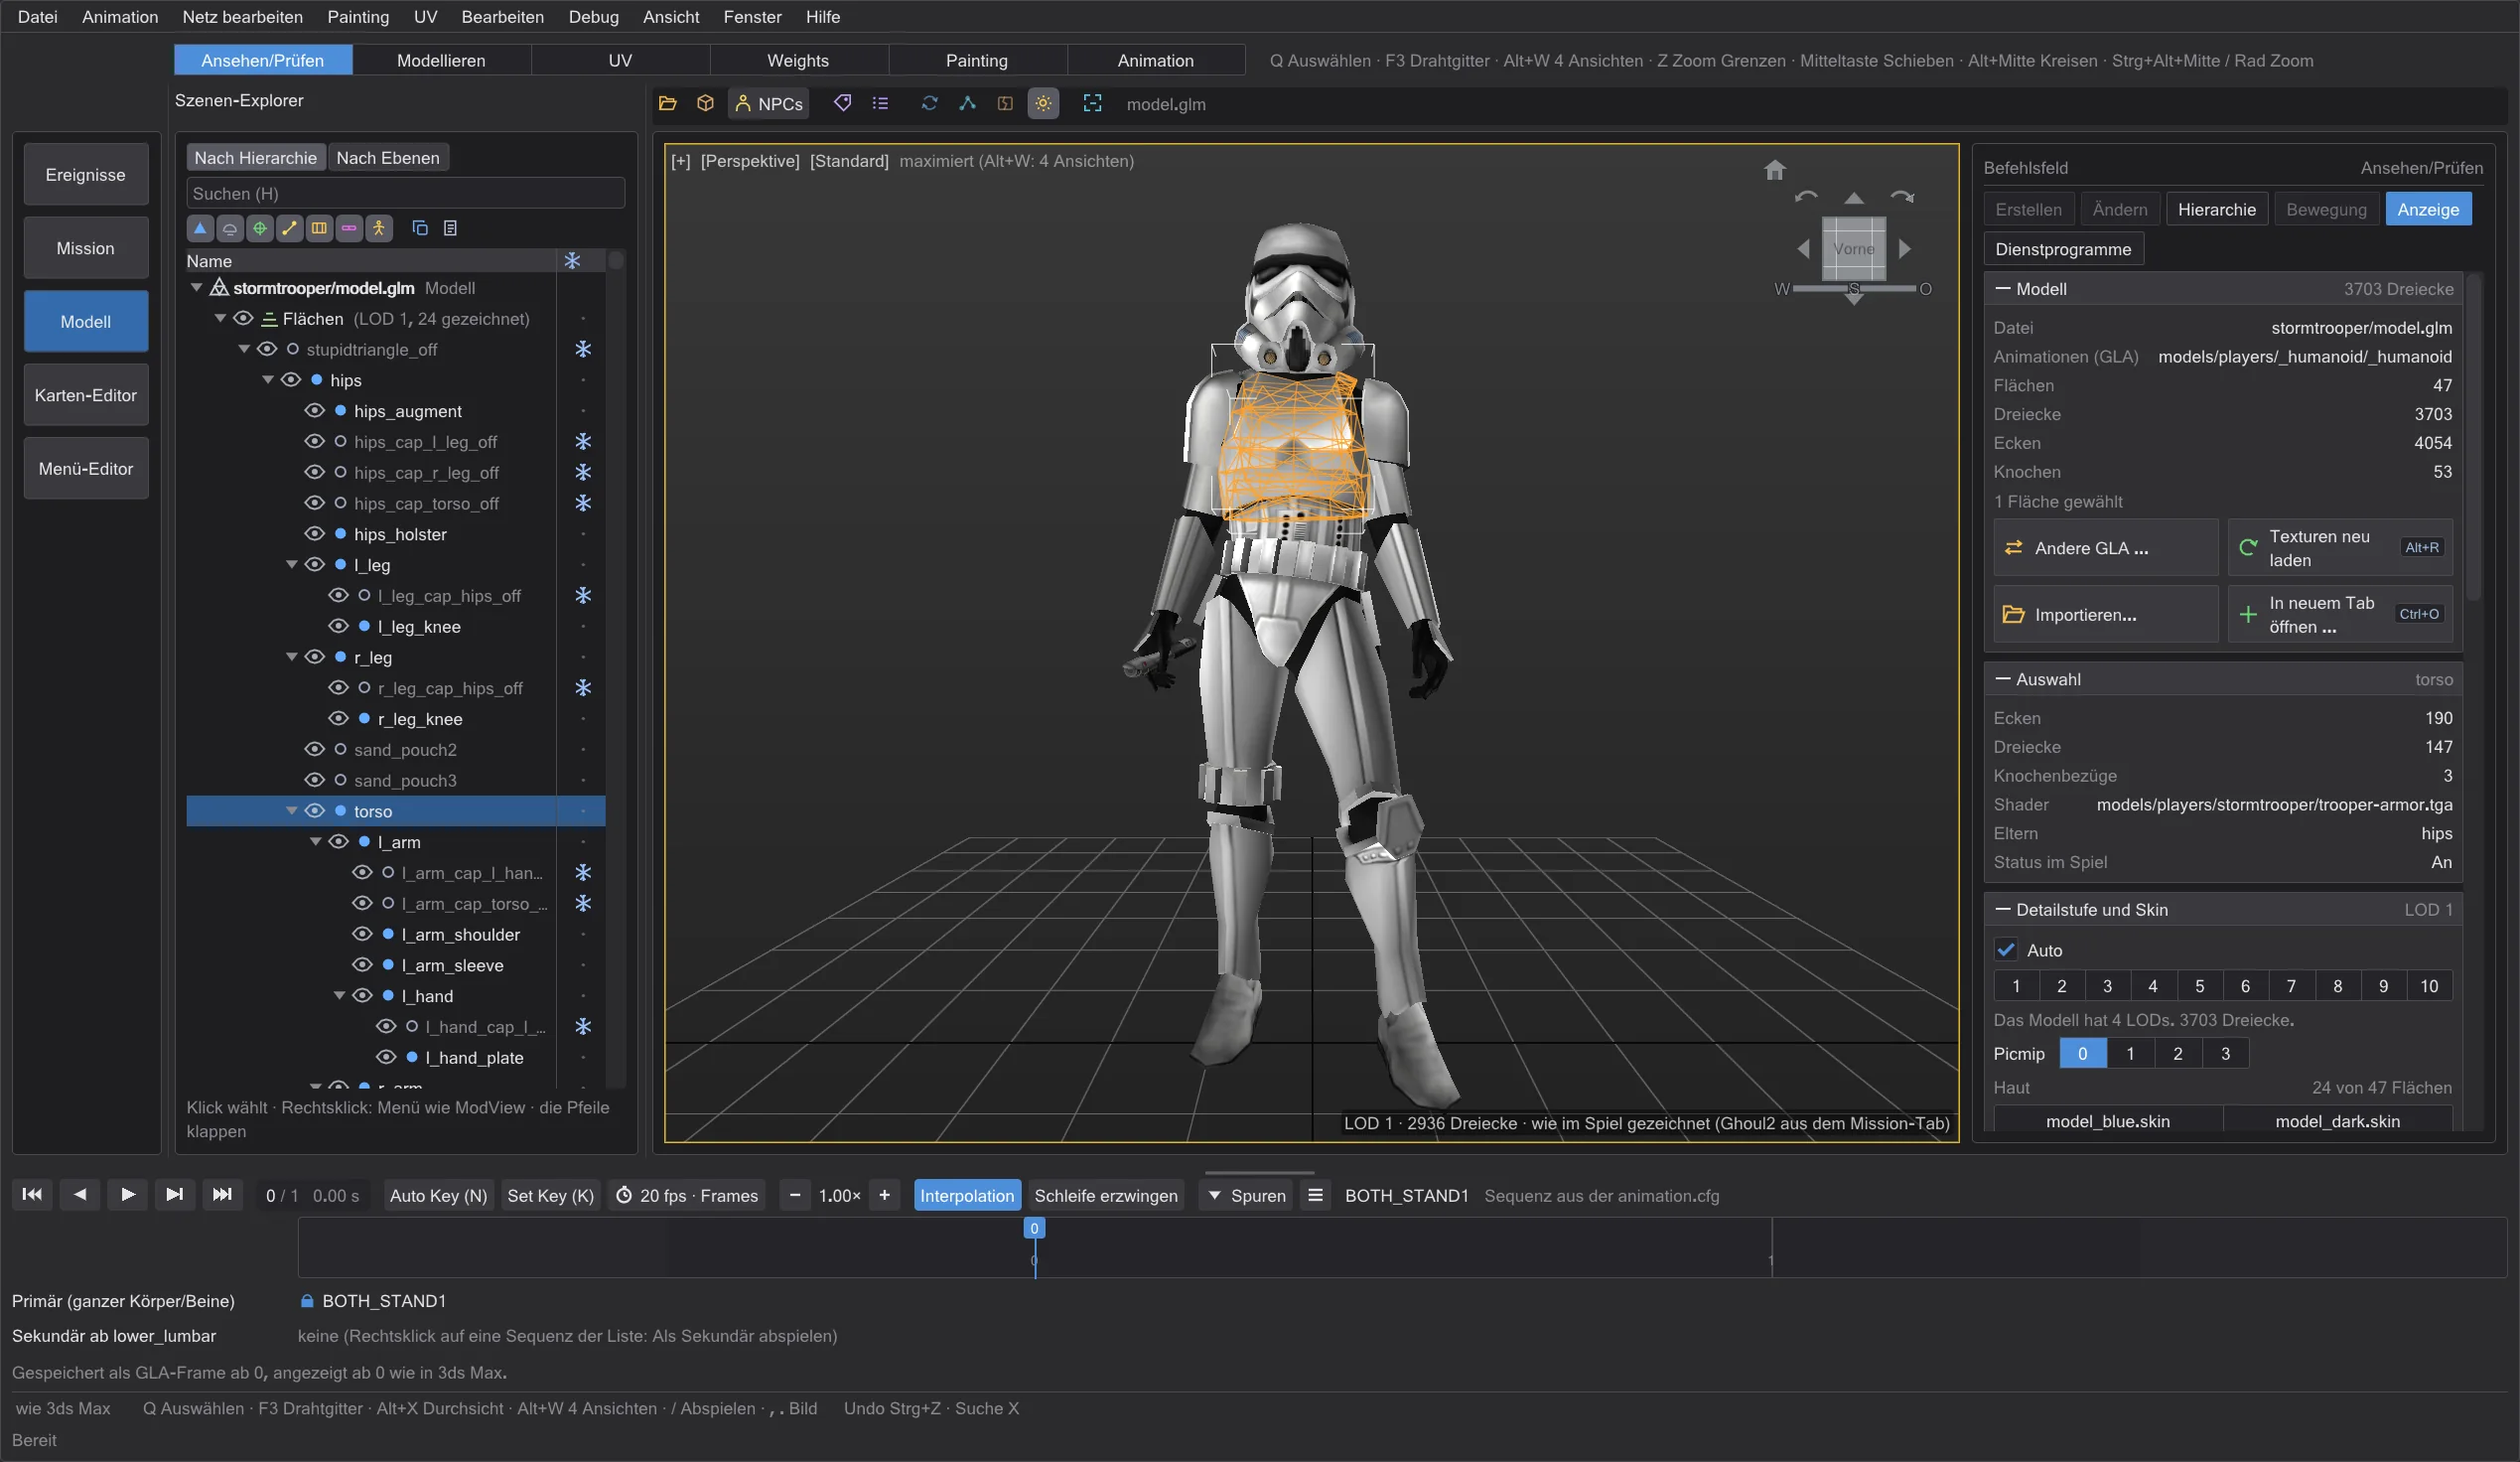 Datei Animation Netz bearbeiten Painting UV Bearbeiten Debug Ansicht Fenster Hilfe
Ansehen/Prüfen Modellieren UV Weights Painting Animation Q Auswählen · F3 Drahtgitter · Alt+W 4 Ansichten · Z Zoom Grenzen · Mitteltaste Schieben · Alt+Mitte Kreisen · Strg+Alt+Mitte / Rad Zoom
Szenen-Explorer
NPCs model.glm
Ereignisse
Mission
Modell
Karten-Editor
Menü-Editor
Nach Hierarchie Nach Ebenen
Suchen (H)
Name
stormtrooper/model.glm Modell
Flächen (LOD 1, 24 gezeichnet)
stupidtriangle_off
hips
hips_augment
hips_cap_l_leg_off
hips_cap_r_leg_off
hips_cap_torso_off
hips_holster
l_leg
l_leg_cap_hips_off
l_leg_knee
r_leg
r_leg_cap_hips_off
r_leg_knee
sand_pouch2
sand_pouch3
torso
l_arm
l_arm_cap_l_han...
l_arm_cap_torso_...
l_arm_shoulder
l_arm_sleeve
l_hand
l_hand_cap_l_...
l_hand_plate
r_arm
Klick wählt · Rechtsklick: Menü wie ModView · die Pfeile
klappen
[+] [Perspektive] [Standard] maximiert (Alt+W: 4 Ansichten)
Vorne
W S O
LOD 1 · 2936 Dreiecke · wie im Spiel gezeichnet (Ghoul2 aus dem Mission-Tab)
Befehlsfeld Ansehen/Prüfen
Erstellen Ändern Hierarchie Bewegung Anzeige
Dienstprogramme
Modell 3703 Dreiecke
Datei stormtrooper/model.glm
Animationen (GLA) models/players/_humanoid/_humanoid
Flächen 47
Dreiecke 3703
Ecken 4054
Knochen 53
1 Fläche gewählt
Andere GLA ... Texturen neu laden Alt+R
Importieren... In neuem Tab öffnen ... Ctrl+O
Auswahl torso
Ecken 190
Dreiecke 147
Knochenbezüge 3
Shader models/players/stormtrooper/trooper-armor.tga
Eltern hips
Status im Spiel An
Detailstufe und Skin LOD 1
Auto
1 2 3 4 5 6 7 8 9 10
Das Modell hat 4 LODs. 3703 Dreiecke.
Picmip 0 1 2 3
Haut 24 von 47 Flächen
model_blue.skin model_dark.skin
0 / 1 0.00 s Auto Key (N) Set Key (K) 20 fps · Frames − 1.00× + Interpolation Schleife erzwingen Spuren BOTH_STAND1 Sequenz aus der animation.cfg
0
0 1
Primär (ganzer Körper/Beine) BOTH_STAND1
Sekundär ab lower_lumbar keine (Rechtsklick auf eine Sequenz der Liste: Als Sekundär abspielen)
Gespeichert als GLA-Frame ab 0, angezeigt ab 0 wie in 3ds Max.
wie 3ds Max Q Auswählen · F3 Drahtgitter · Alt+X Durchsicht · Alt+W 4 Ansichten · / Abspielen · , . Bild Undo Strg+Z · Suche X
Bereit